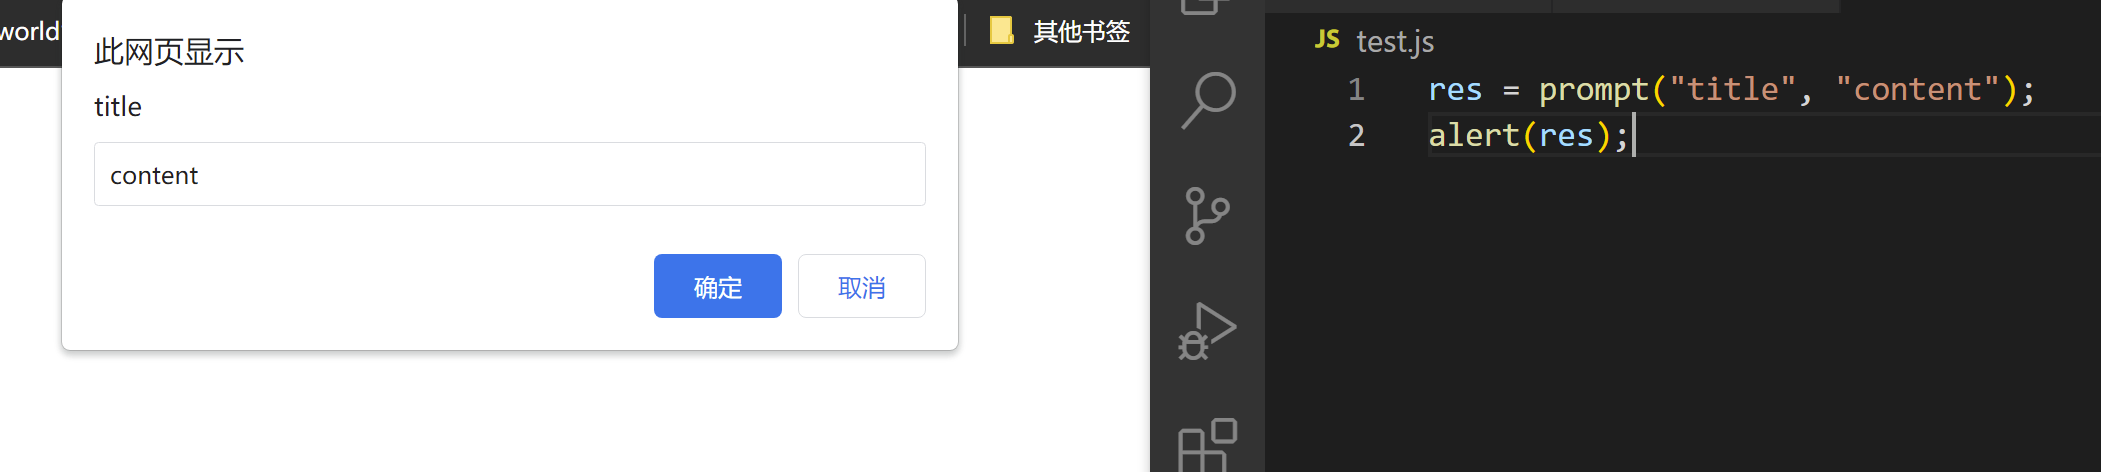 world
其他书签
此网页显示
title
content
确定
取消
JS test.js
1 res = prompt("title", "content");
2 alert(res);